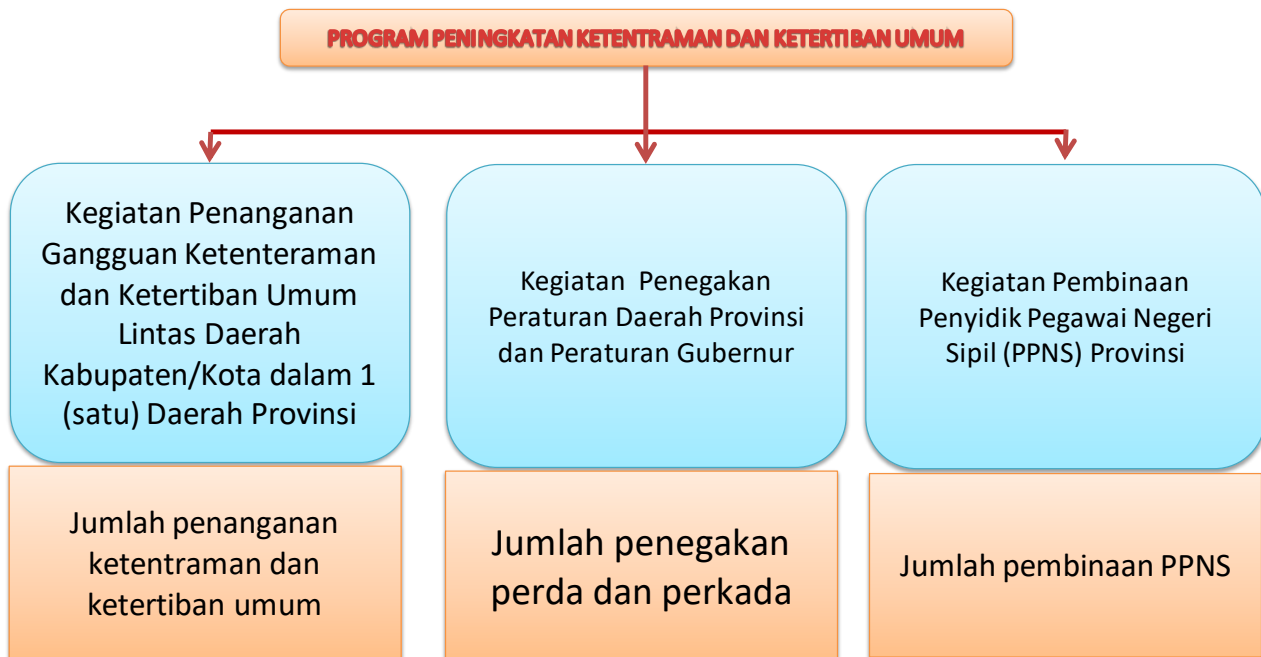 PROGRAM PENINGKATAN KETENTRAMAN DAN KETERTIBAN UMUM
Kegiatan Penanganan
Gangguan Ketenteraman
dan Ketertiban Umum
Lintas Daerah
Kabupaten/Kota dalam 1
(satu) Daerah Provinsi
Kegiatan Penegakan
Peraturan Daerah Provinsi
dan Peraturan Gubernur
Kegiatan Pembinaan
Penyidik Pegawai Negeri
Sipil (PPNS) Provinsi
Jumlah penanganan
ketentraman dan
ketertiban umum
Jumlah penegakan
perda dan perkada
Jumlah pembinaan PPNS